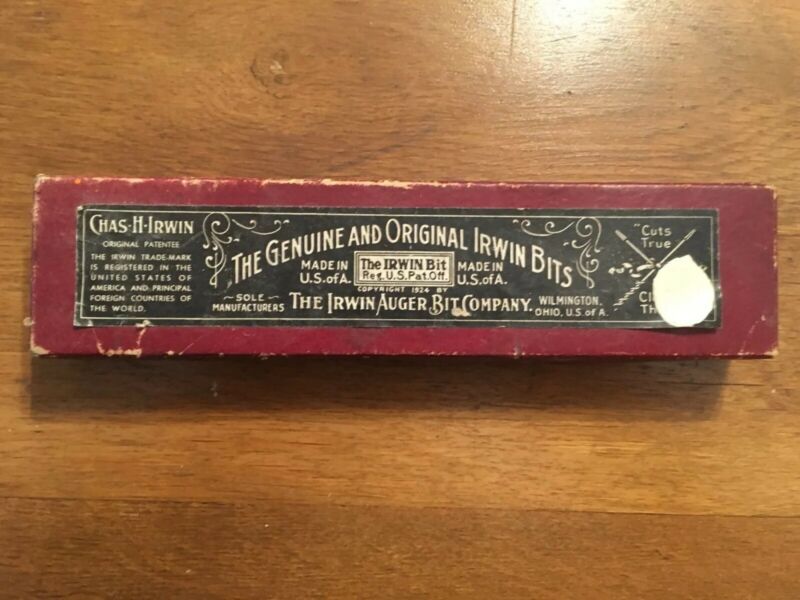 CHAS-H-IRWIN
ORIGINAL PATENTEE
THE IRWIN TRADE-MARK
IS REGISTERED IN THE
UNITED STATES OF
AMERICA AND PRINCIPAL
FOREIGN COUNTRIES OF
THE WORLD.
THE GENUINE AND ORIGINAL IRWIN BITS
MADE IN
U.S.of A.
The IRWIN Bit
Reg.U.S.Pat.Off.
MADE IN
U.S.of A.
COPYRIGHT 1924 BY
~SOLE~
MANUFACTURERS
THE IRWIN AUGER BIT COMPANY.
WILMINGTON.
OHIO, U.S. of A.
"Cuts
True